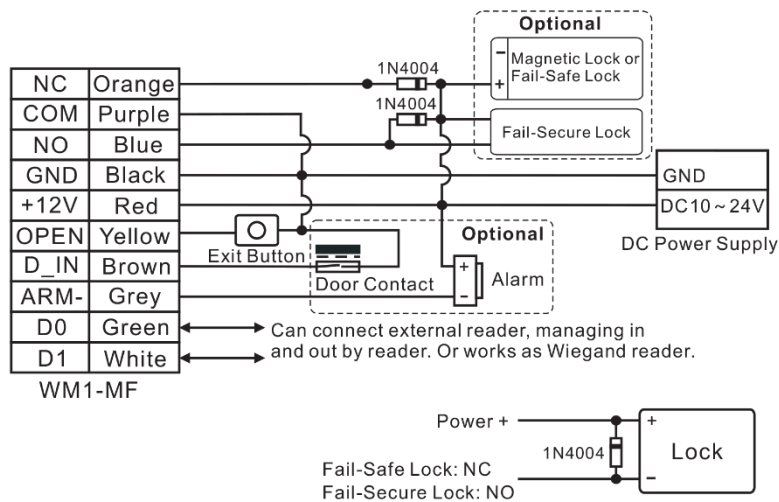 Optional
1N4004
− Magnetic Lock or
+ Fail-Safe Lock
NC Orange
1N4004
COM Purple
Fail-Secure Lock
NO Blue
GND Black
GND
+12V Red
DC10~24V
OPEN Yellow
Exit Button
Optional
DC Power Supply
D_IN Brown
Door Contact
+
Alarm
−
ARM- Grey
D0 Green
Can connect external reader, managing in
and out by reader. Or works as Wiegand reader.
D1 White
WM1-MF
Power +
+
1N4004
Lock
−
Fail-Safe Lock: NC
Fail-Secure Lock: NO